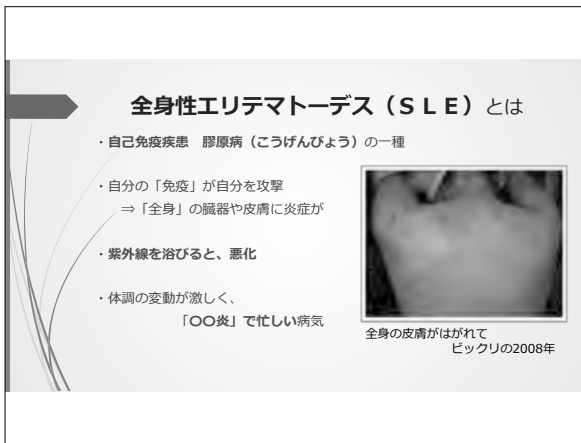 全身性エリテマトーデス（ＳＬＥ）とは
・自己免疫疾患　膠原病（こうげんびょう）の一種
・自分の「免疫」が自分を攻撃
⇒「全身」の臓器や皮膚に炎症が
・紫外線を浴びると、悪化
・体調の変動が激しく、
「〇〇炎」で忙しい病気
全身の皮膚がはがれて
ビックリの2008年